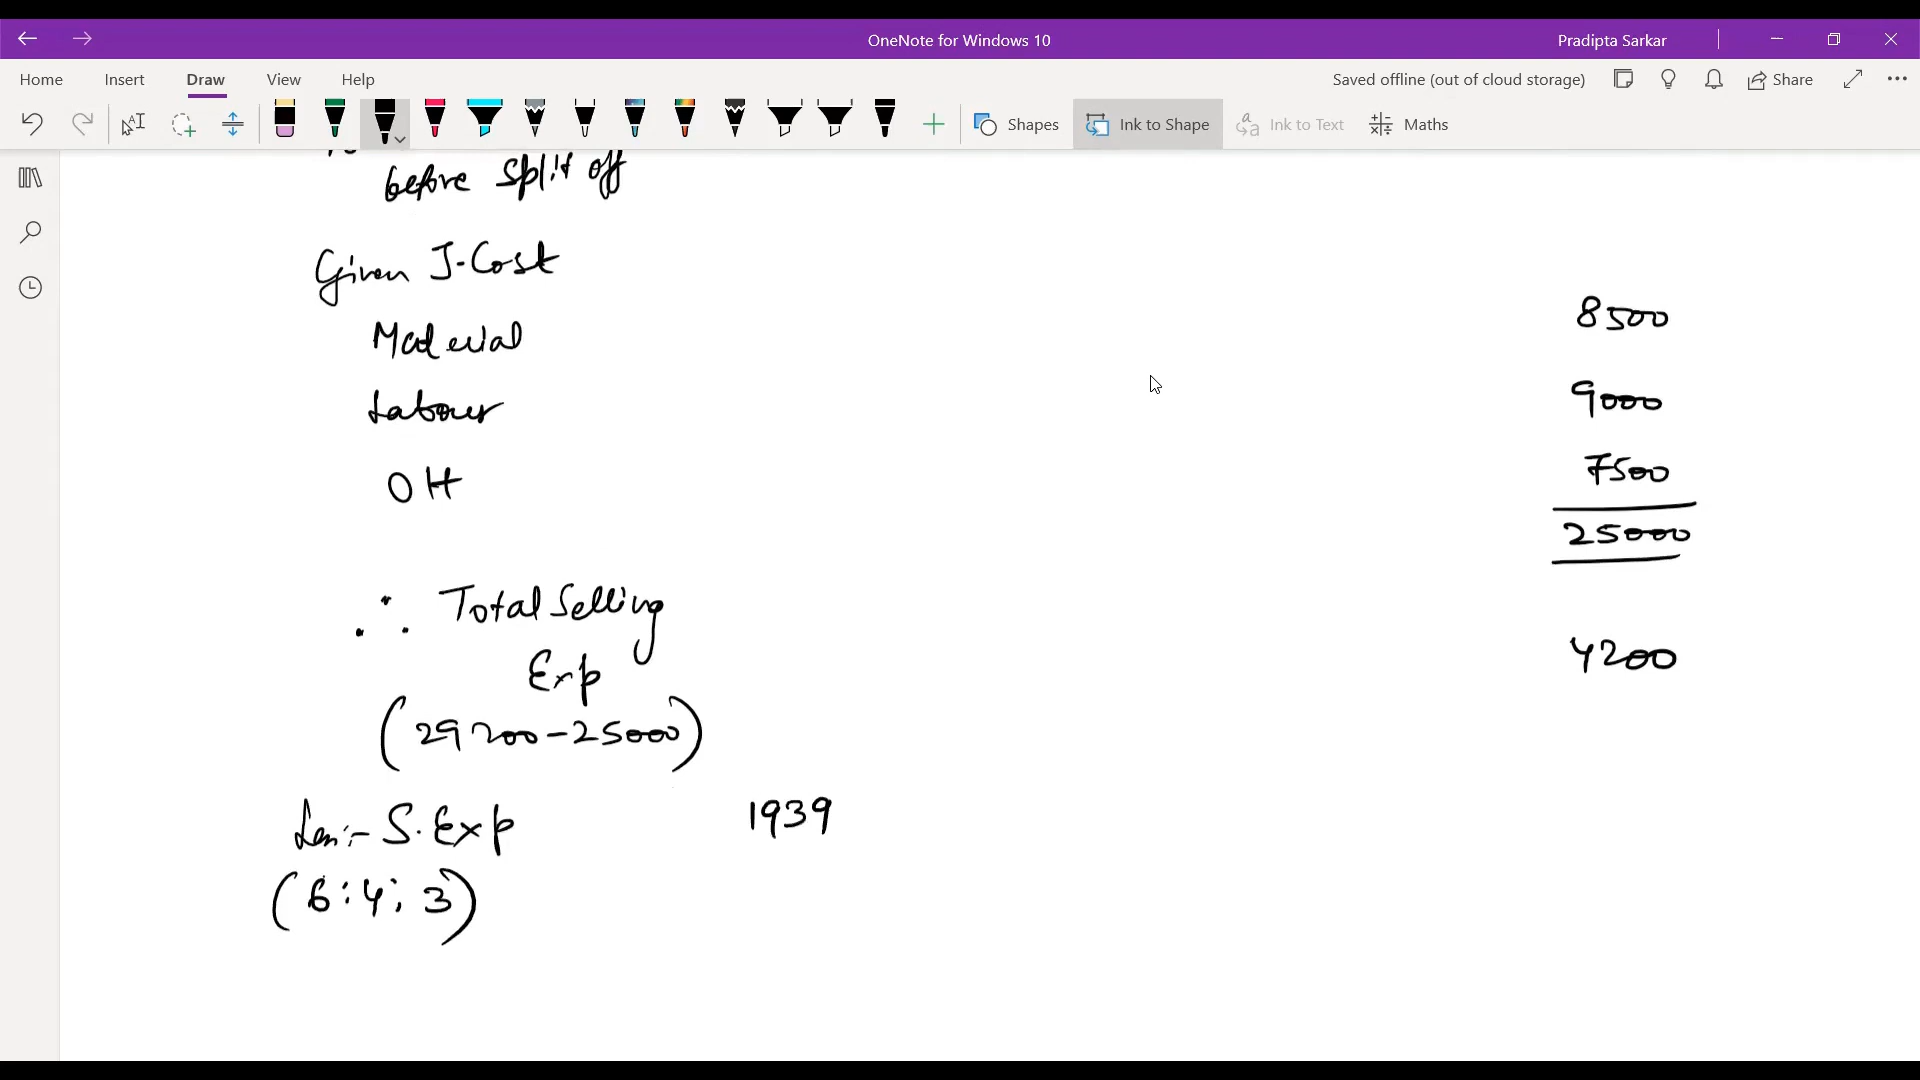 OneNote for Windows 10
Pradipta Sarkar
Home Insert Draw View Help
Saved offline (out of cloud storage)
Share
Shapes
Ink to Shape
Ink to Text
Maths
before split off
Given J-Cost
Material 8500
Labour 9000
OH 7500
25000
∴ Total Selling
Exp 4200
(29200-25000)
Less:- S. Exp 1939
(6:4:3)